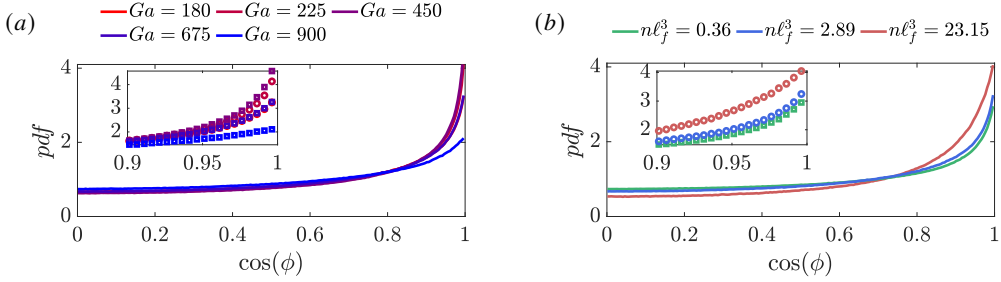 (a)
Ga = 180 Ga = 225 Ga = 450
Ga = 675 Ga = 900
4
2
0
pdf
4
3
2
0.9 0.95 1
0 0.2 0.4 0.6 0.8 1
cos(ϕ)
(b)
nℓ_f^3 = 0.36 nℓ_f^3 = 2.89 nℓ_f^3 = 23.15
4
2
0
pdf
4
3
2
0.9 0.95 1
0 0.2 0.4 0.6 0.8 1
cos(ϕ)